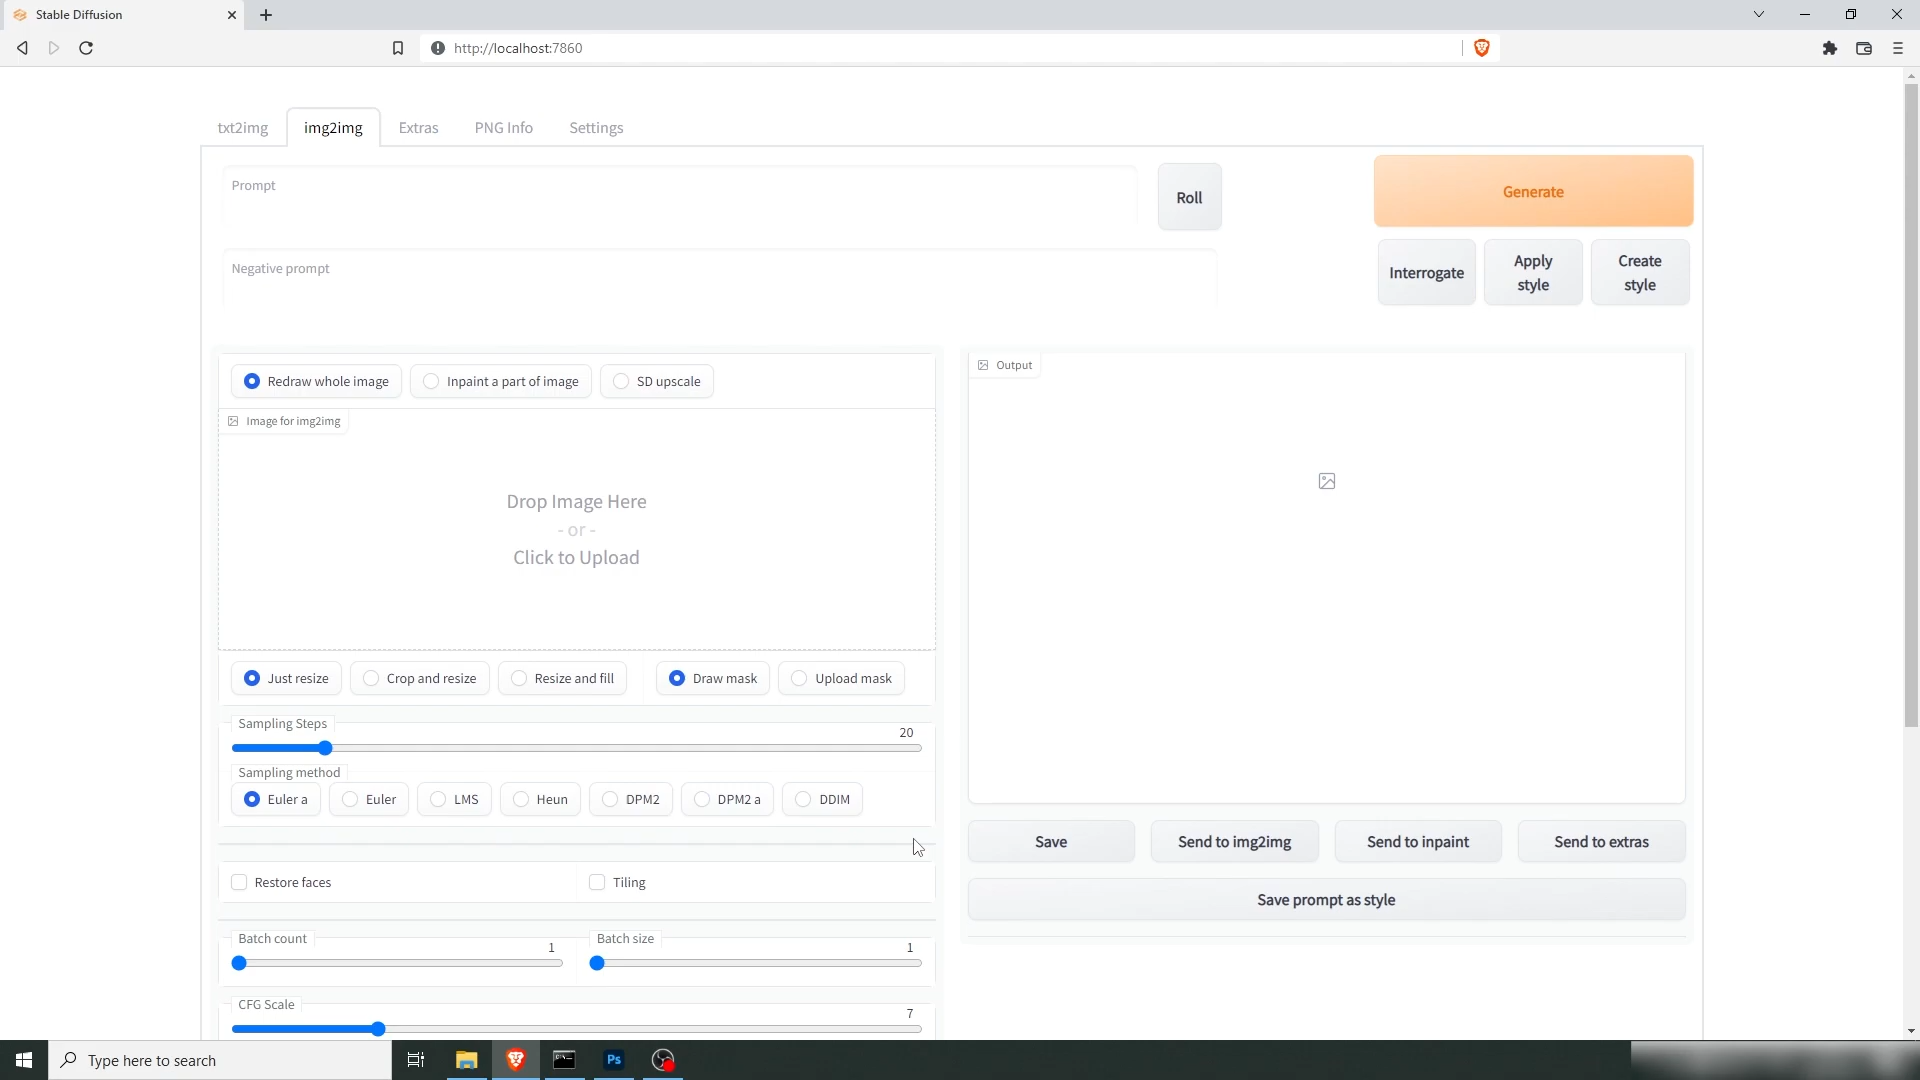 Stable Diffusion
http://localhost:7860
txt2img
img2img
Extras
PNG Info
Settings
Prompt
Roll
Generate
Negative prompt
Interrogate
Apply
style
Create
style
Redraw whole image
Inpaint a part of image
SD upscale
Image for img2img
Drop Image Here
- or -
Click to Upload
Output
Just resize
Crop and resize
Resize and fill
Draw mask
Upload mask
Sampling Steps
20
Sampling method
Euler a
Euler
LMS
Heun
DPM2
DPM2 a
DDIM
Save
Send to img2img
Send to inpaint
Send to extras
Restore faces
Tiling
Save prompt as style
Batch count
1
Batch size
1
CFG Scale
7
Type here to search
Ps